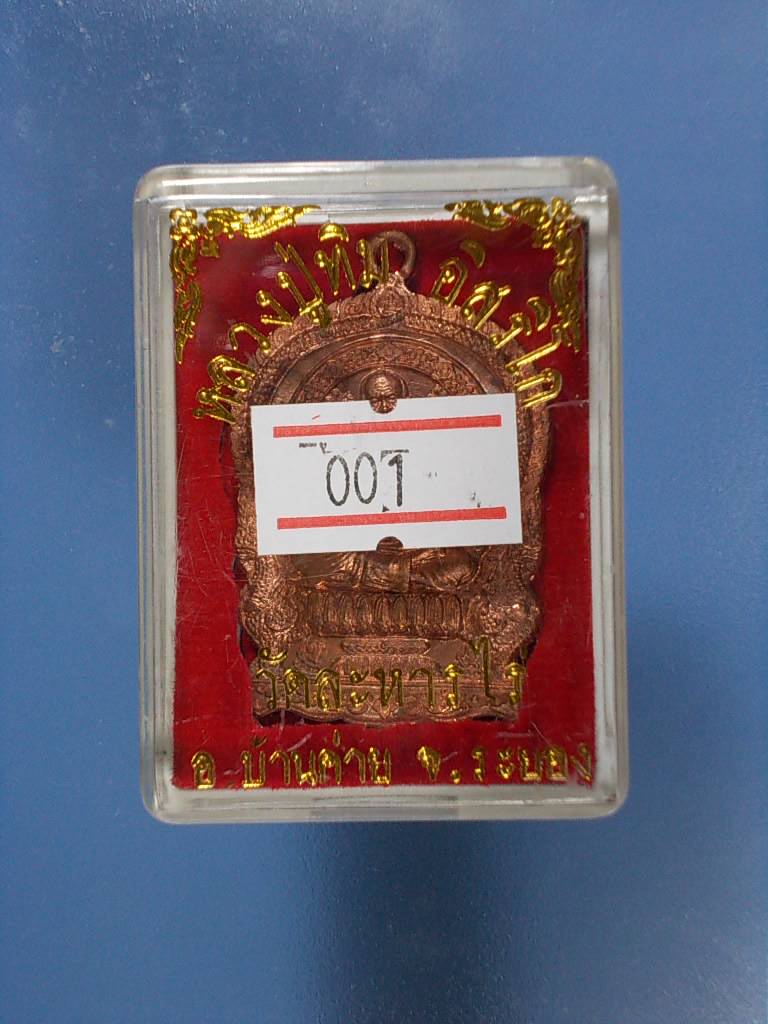 หลวงปู่ทิม อิสริโก
001
วัดละหารไร่
อ.บ้านค่าย จ.ระยอง